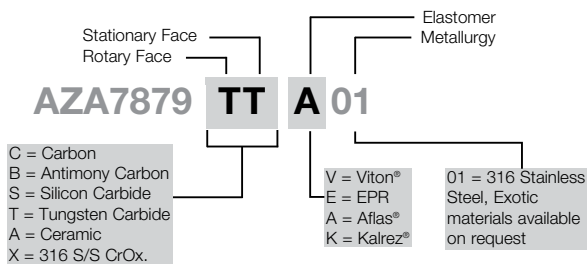 Stationary Face
Rotary Face
Elastomer
Metallurgy
AZA7879 TT A 01
C = Carbon
B = Antimony Carbon
S = Silicon Carbide
T = Tungsten Carbide
A = Ceramic
X = 316 S/S CrOx.
V = Viton®
E = EPR
A = Aflas®
K = Kalrez®
01 = 316 Stainless
Steel, Exotic
materials available
on request